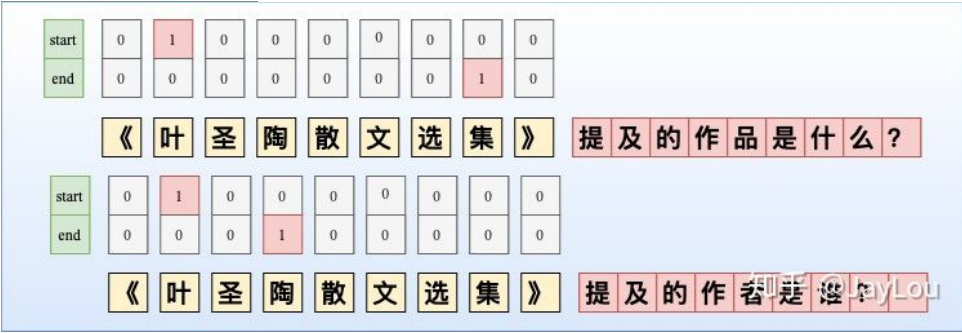 start 0 1 0 0 0 0 0 0 0
end 0 0 0 0 0 0 0 1 0
《叶圣陶散文选集》 提及的作品是什么?
start 0 1 0 0 0 0 0 0 0
end 0 0 0 1 0 0 0 0 0
《叶圣陶散文选集》 提及的作者是谁?
知乎 @JayLou